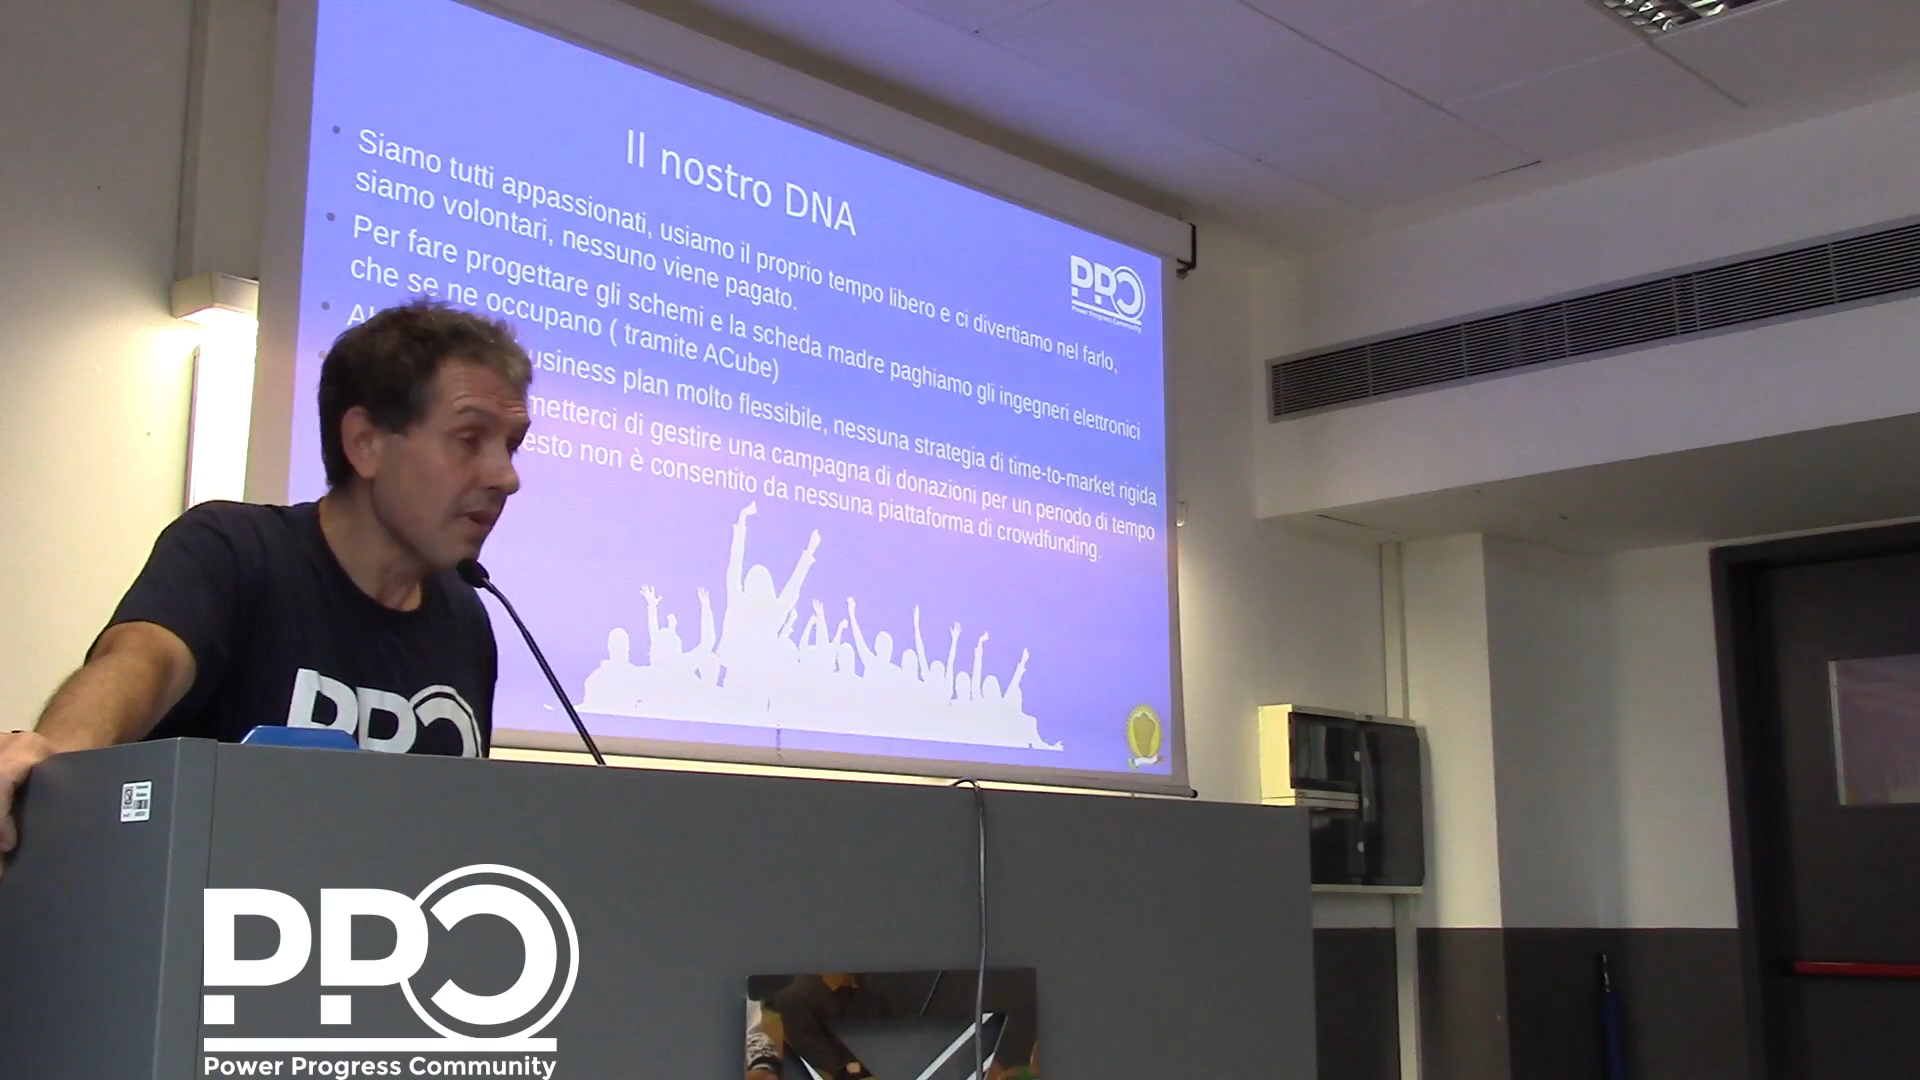 Il nostro DNA
Siamo tutti appassionati, usiamo il proprio tempo libero e ci divertiamo nel farlo,
siamo volontari, nessuno viene pagato.
Per fare progettare gli schemi e la scheda madre paghiamo gli ingegneri elettronici
che se ne occupano ( tramite ACube)
business plan molto flessibile, nessuna strategia di time-to-market rigida
metterci di gestire una campagna di donazioni per un periodo di tempo
non è consentito da nessuna piattaforma di crowdfunding.
PPC
Power Progress Community
PPC
PPC
Power Progress Community